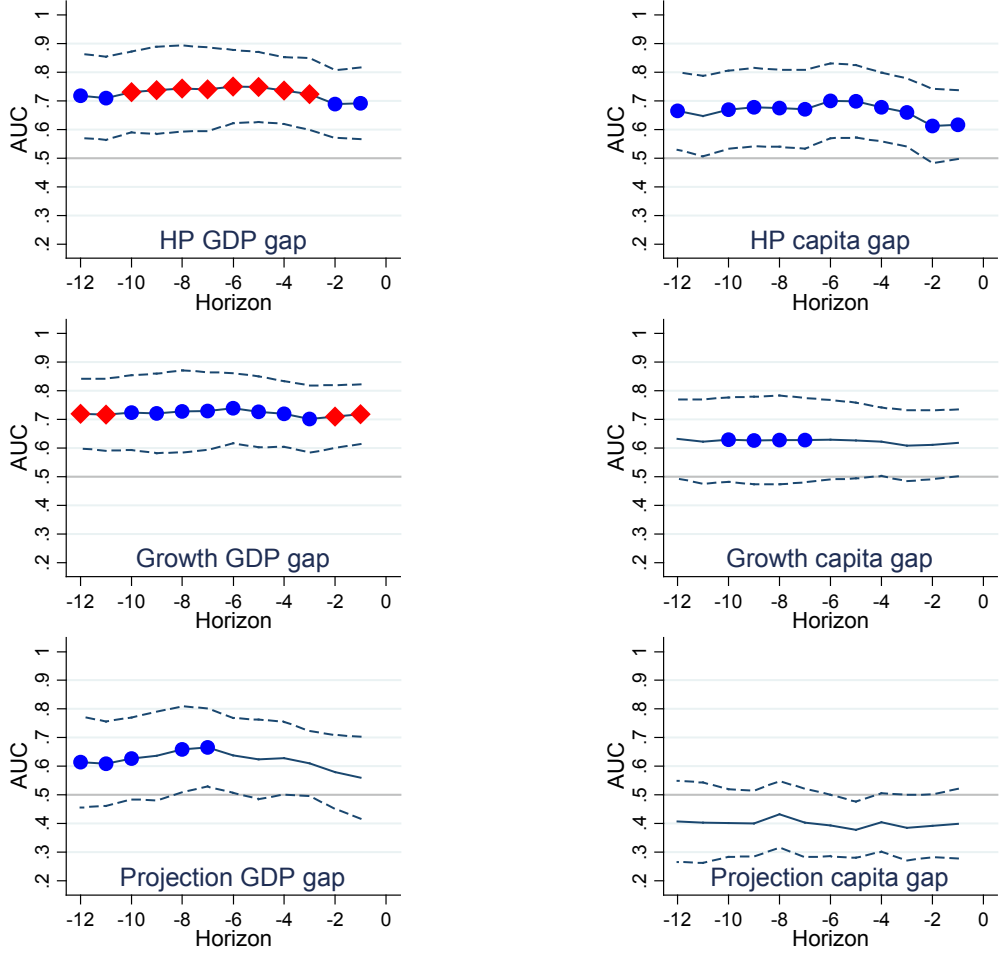 AUC
1
.9
.8
.7
.6
.5
.4
.3
.2
HP GDP gap
-12 -10 -8 -6 -4 -2 0
Horizon
AUC
1
.9
.8
.7
.6
.5
.4
.3
.2
HP capita gap
-12 -10 -8 -6 -4 -2 0
Horizon
AUC
1
.9
.8
.7
.6
.5
.4
.3
.2
Growth GDP gap
-12 -10 -8 -6 -4 -2 0
Horizon
AUC
1
.9
.8
.7
.6
.5
.4
.3
.2
Growth capita gap
-12 -10 -8 -6 -4 -2 0
Horizon
AUC
1
.9
.8
.7
.6
.5
.4
.3
.2
Projection GDP gap
-12 -10 -8 -6 -4 -2 0
Horizon
AUC
1
.9
.8
.7
.6
.5
.4
.3
.2
Projection capita gap
-12 -10 -8 -6 -4 -2 0
Horizon